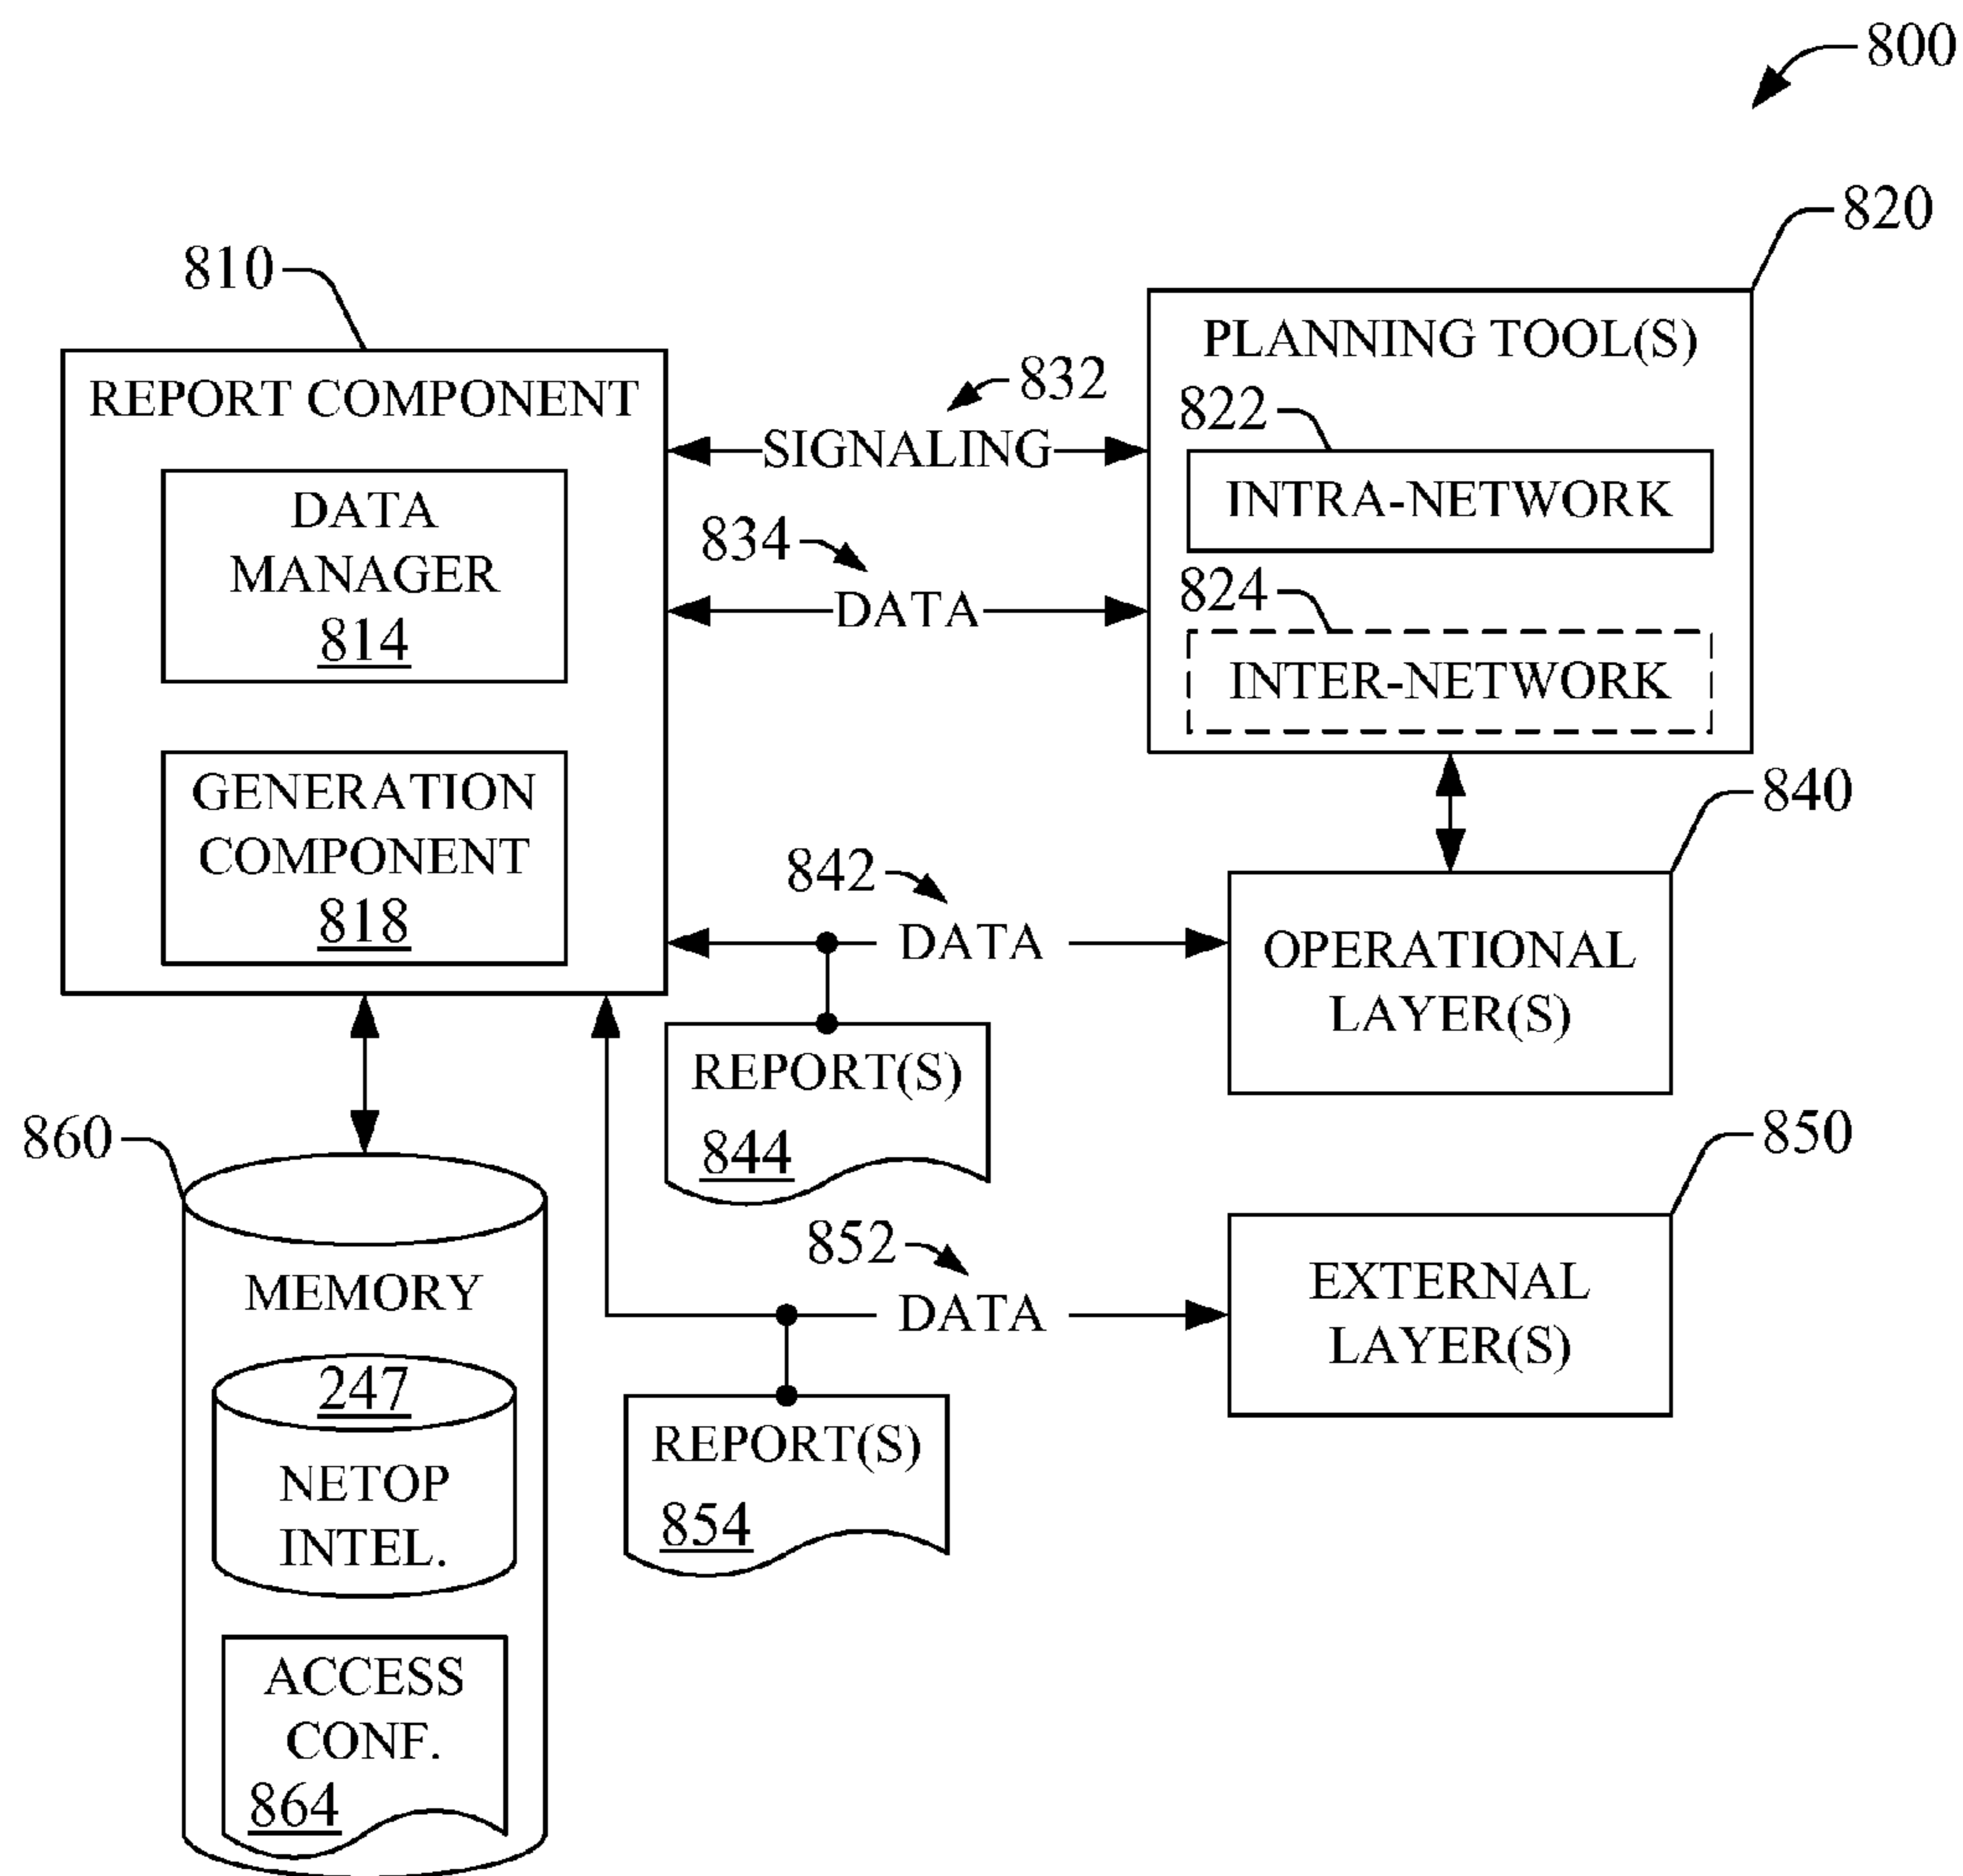 800
820
810
PLANNING TOOL(S)
832
REPORT COMPONENT
822
SIGNALING
INTRA-NETWORK
DATA
MANAGER
814
834
DATA
824
INTER-NETWORK
GENERATION
COMPONENT
818
840
842
DATA
OPERATIONAL
LAYER(S)
REPORT(S)
844
860
850
852
DATA
EXTERNAL
LAYER(S)
MEMORY
247
NETOP
INTEL.
REPORT(S)
854
ACCESS
CONF.
864